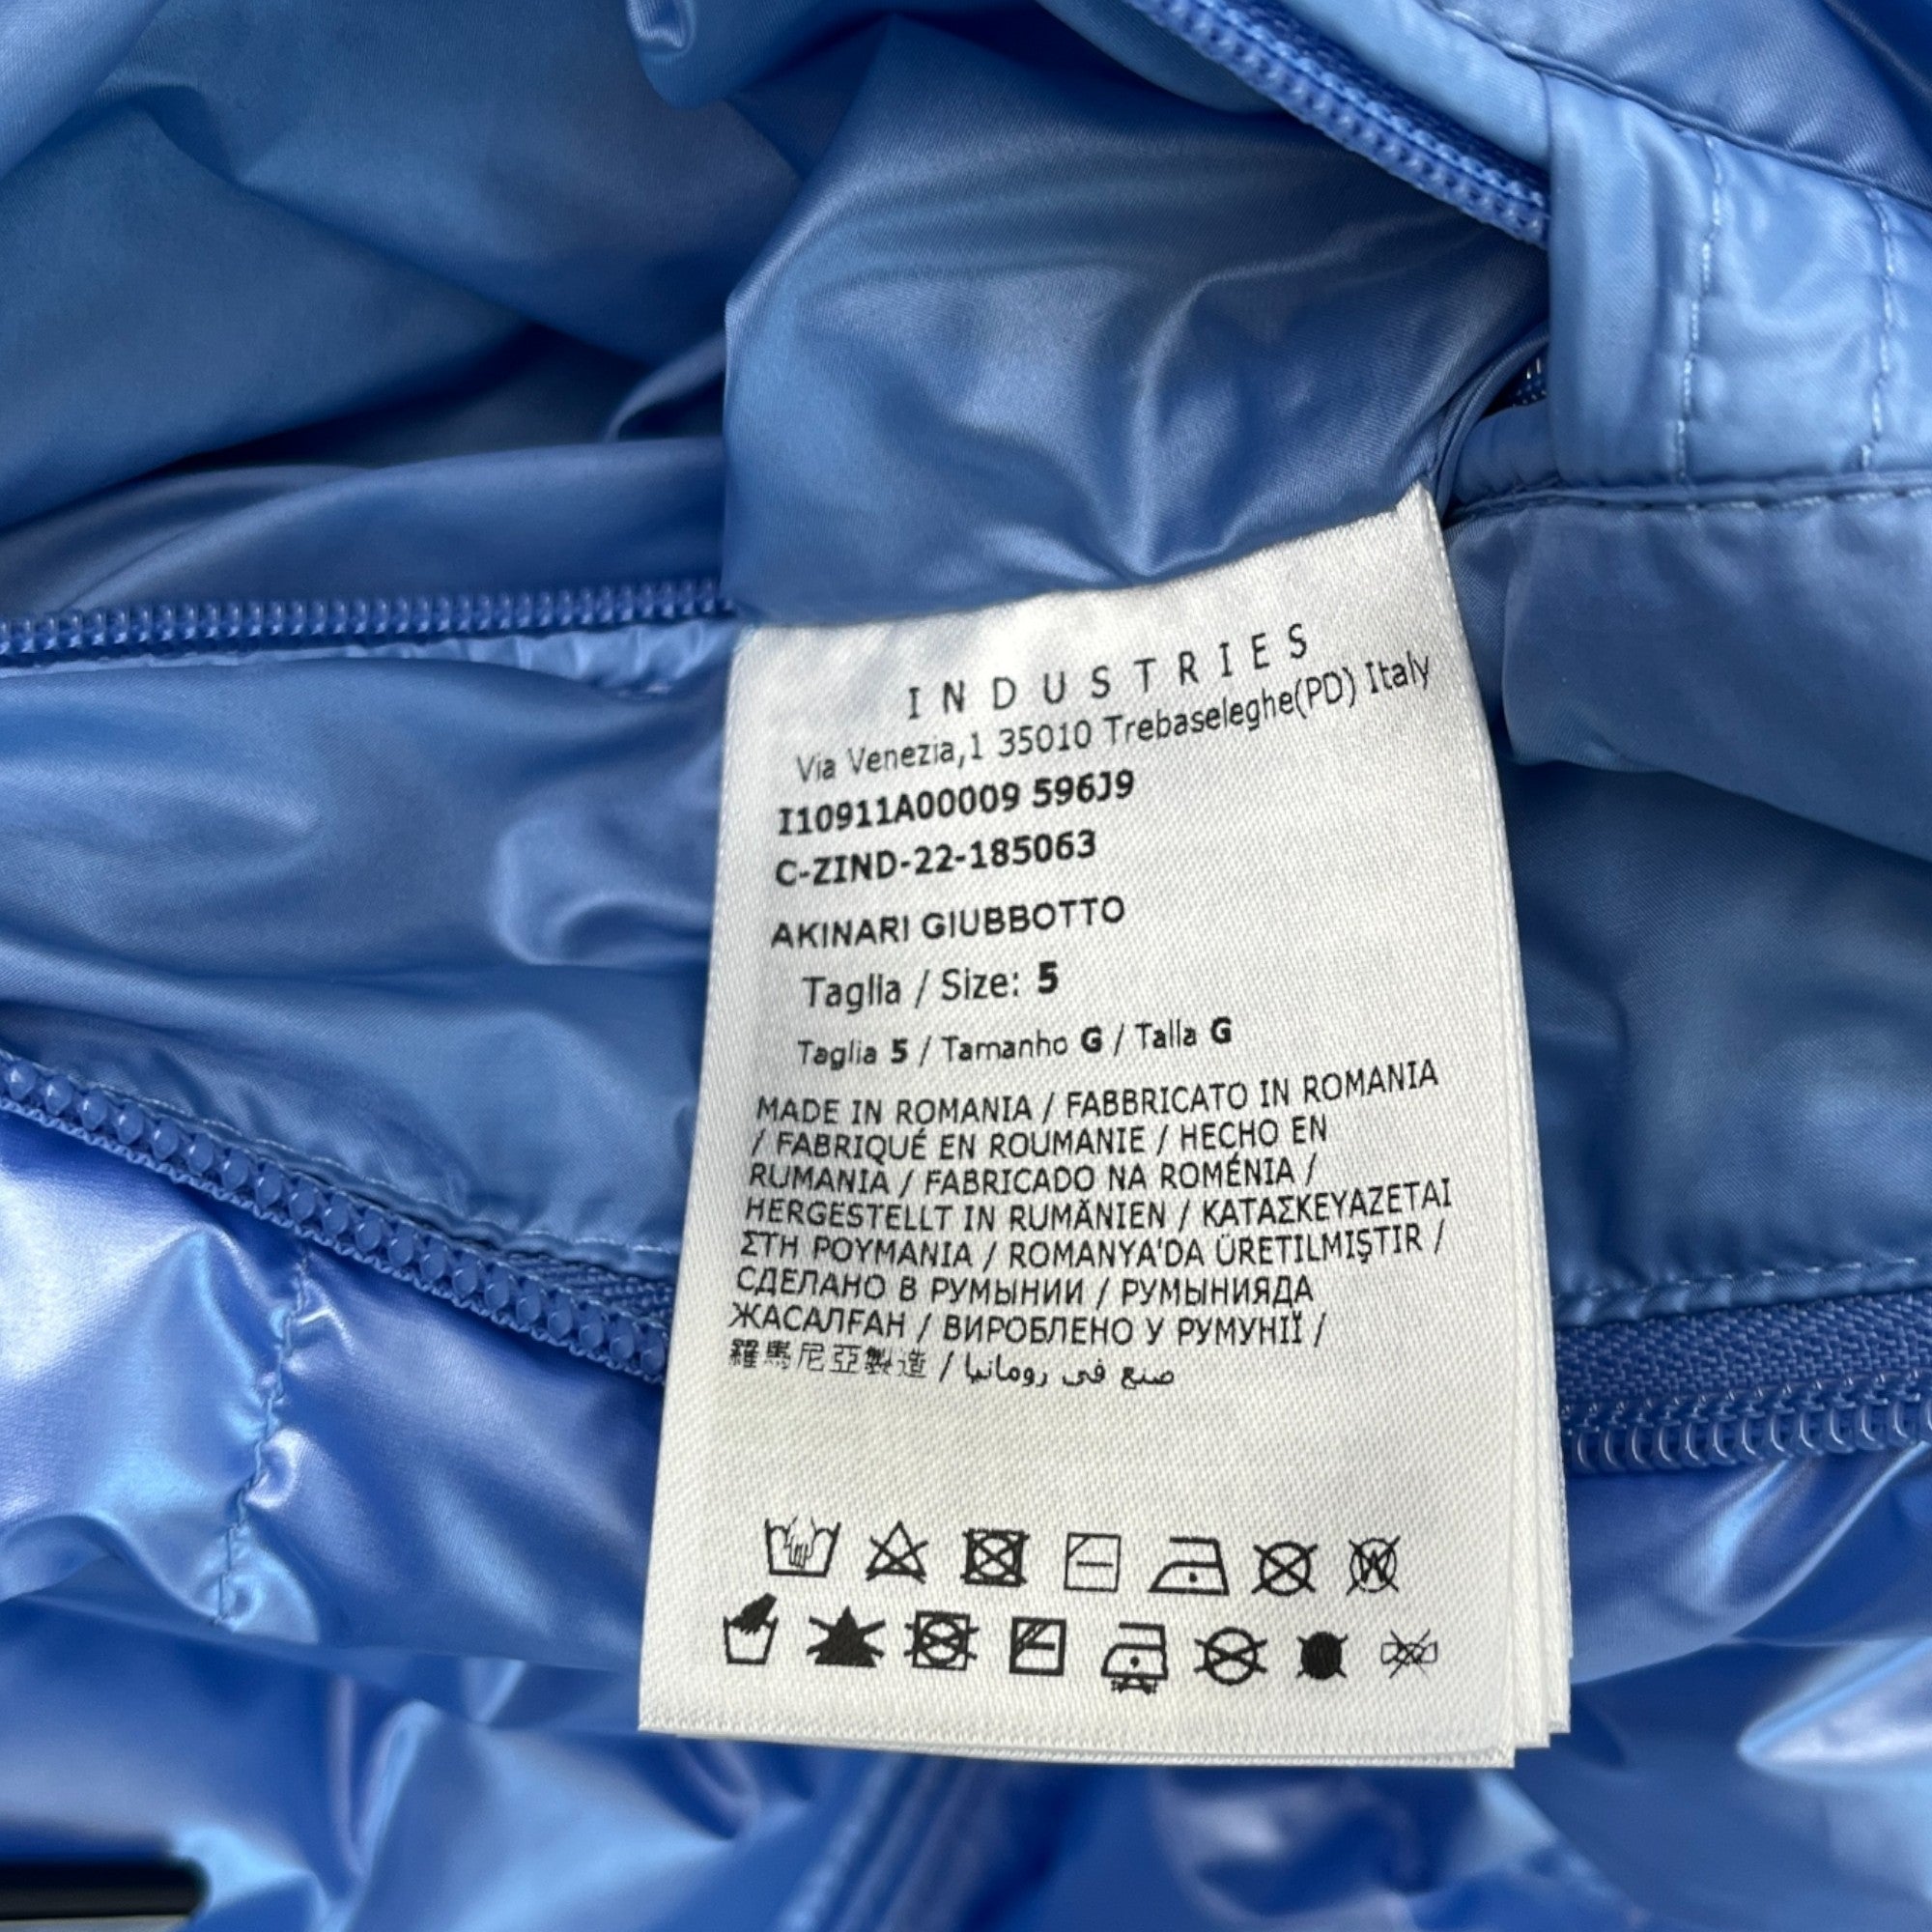 INDUSTRIES
Via Venezia,1 35010 Trebaseleghe(PD) Italy
I10911A00009 596J9
C-ZIND-22-185063
AKINARI GIUBBOTTO
Taglia / Size: 5
Taglia 5 / Tamanho G / Talla G
MADE IN ROMANIA / FABBRICATO IN ROMANIA
/ FABRIQUÉ EN ROUMANIE / HECHO EN
RUMANIA / FABRICADO NA ROMÉNIA /
HERGESTELLT IN RUMÄNIEN / ΚΑΤΑΣΚΕΥΑΖΕΤΑΙ
ΣΤΗ ΡΟΥΜΑΝΙΑ / ROMANYA'DA ÜRETILMIŞTIR /
СДЕЛАНО В РУМЫНИИ / РУМЫНИЯДА
ЖАСАЛҒАН / ВИРОБЛЕНО У РУМУНІЇ /
羅馬尼亞製造 / صنع في رومانيا
W